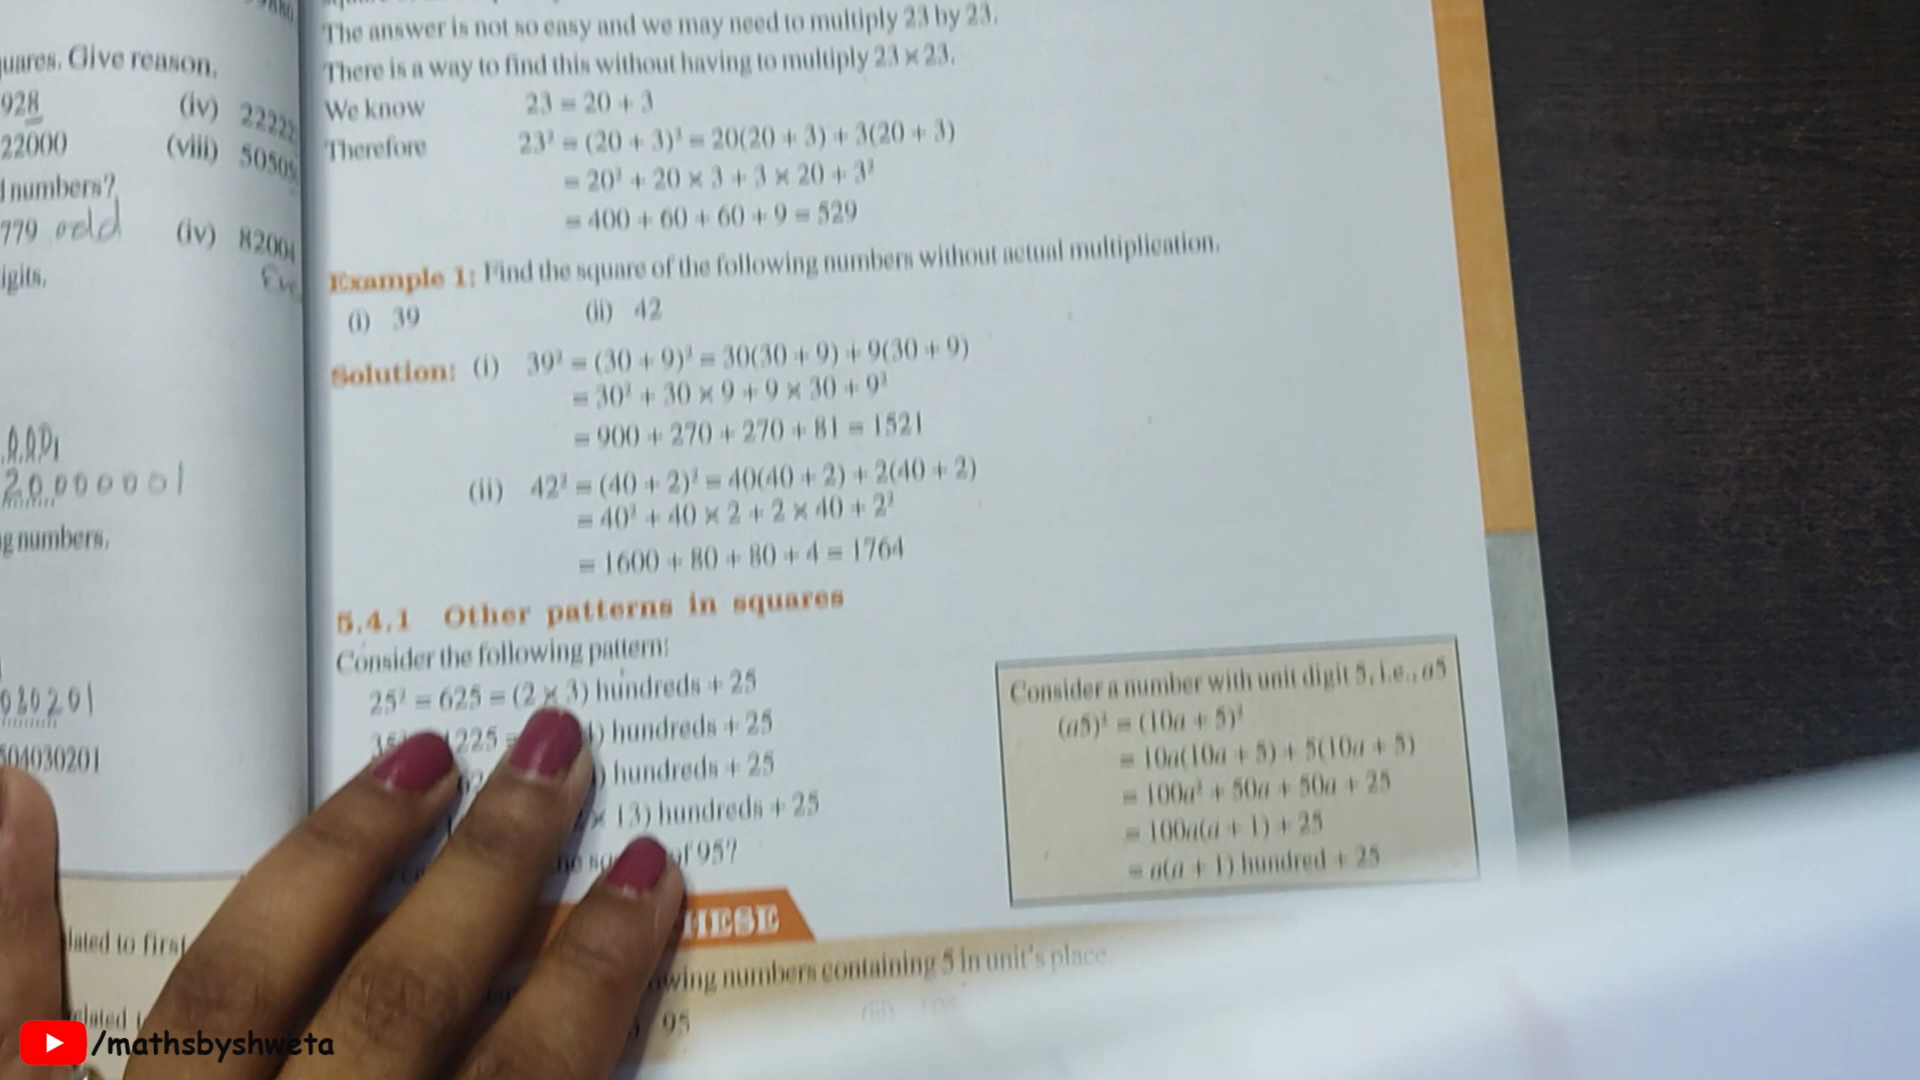 uares. Give reason.
928 (iv) 22222
22000 (viii) 50505
numbers?
779 odd (iv) 82004
igits.
20000001
g numbers.
504030201
lated to first
The answer is not so easy and we may need to multiply 23 by 23.
There is a way to find this without having to multiply 23 × 23.
We know 23 = 20 + 3
Therefore 23² = (20 + 3)² = 20(20 + 3) + 3(20 + 3)
= 20² + 20 × 3 + 3 × 20 + 3²
= 400 + 60 + 60 + 9 = 529
Example 1: Find the square of the following numbers without actual multiplication.
(i) 39 (ii) 42
Solution: (i) 39² = (30 + 9)² = 30(30 + 9) + 9(30 + 9)
= 30² + 30 × 9 + 9 × 30 + 9²
= 900 + 270 + 270 + 81 = 1521
(ii) 42² = (40 + 2)² = 40(40 + 2) + 2(40 + 2)
= 40² + 40 × 2 + 2 × 40 + 2²
= 1600 + 80 + 80 + 4 = 1764
5.4.1 Other patterns in squares
Consider the following pattern:
25² = 625 = (2 × 3) hundreds + 25
1225 = ) hundreds + 25
) hundreds + 25
× 13) hundreds + 25
of 95?
Consider a number with unit digit 5, i.e., a5
(a5)² = (10a + 5)²
= 10a(10a + 5) + 5(10a + 5)
= 100a² + 50a + 50a + 25
= 100a(a + 1) + 25
= a(a + 1) hundred + 25
HESE
owing numbers containing 5 in unit's place.
95
/mathsbyshweta